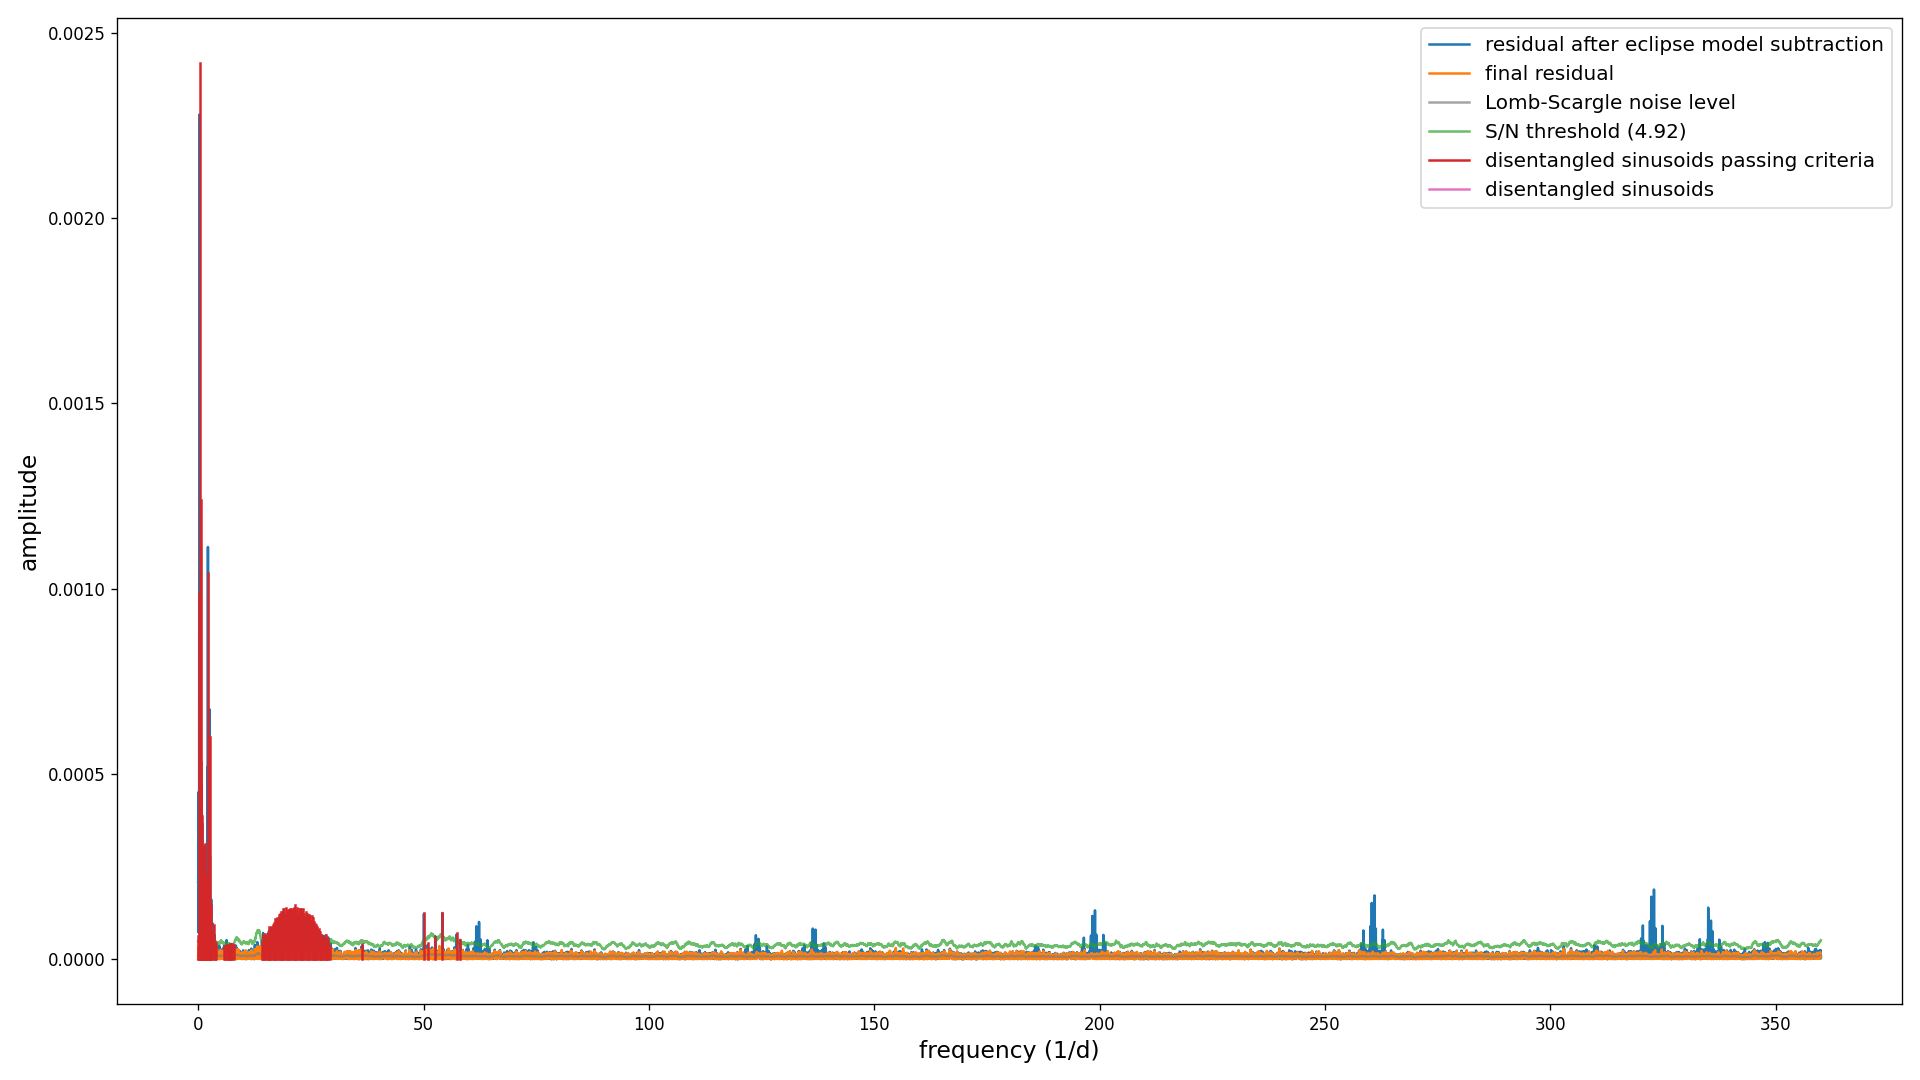 residual after eclipse model subtraction
final residual
Lomb-Scargle noise level
S/N threshold (4.92)
disentangled sinusoids passing criteria
disentangled sinusoids
0.0025
0.0020
0.0015
0.0010
0.0005
0.0000
amplitude
0 50 100 150 200 250 300 350
frequency (1/d)